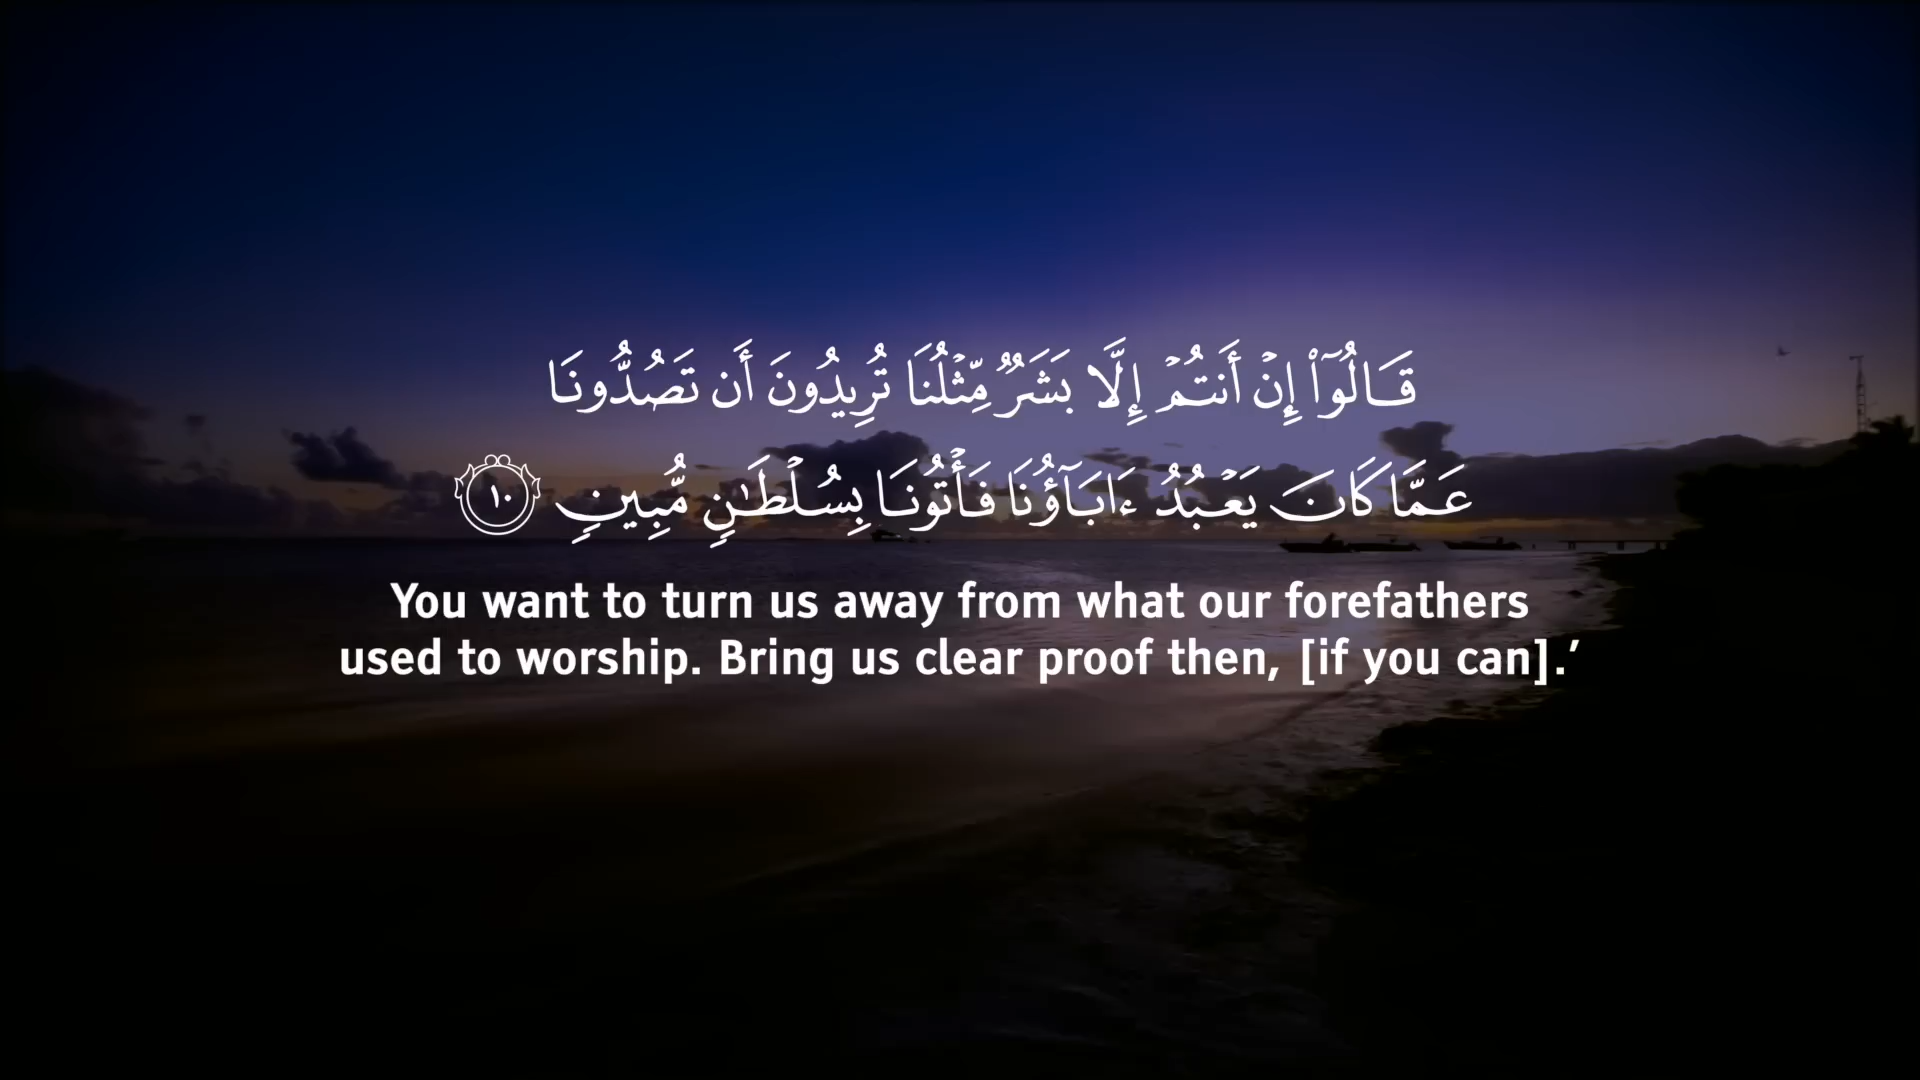 قَالُوٓا۟ إِنْ أَنتُمْ إِلَّا بَشَرٌ مِّثْلُنَا تُرِيدُونَ أَن تَصُدُّونَا
عَمَّا كَانَ يَعْبُدُ ءَابَآؤُنَا فَأْتُونَا بِسُلْطَٰنٍ مُّبِينٍ ١٠
You want to turn us away from what our forefathers
used to worship. Bring us clear proof then, [if you can].’